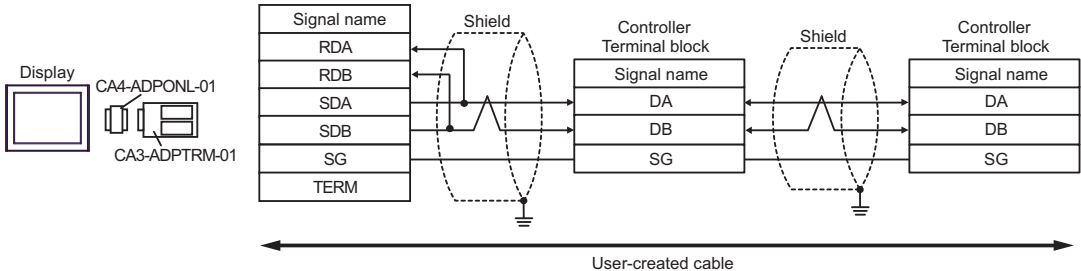 Display
CA4-ADPONL-01
CA3-ADPTRM-01
Signal name
RDA
RDB
SDA
SDB
SG
TERM
Shield
Controller
Terminal block
Signal name
DA
DB
SG
Shield
Controller
Terminal block
Signal name
DA
DB
SG
User-created cable